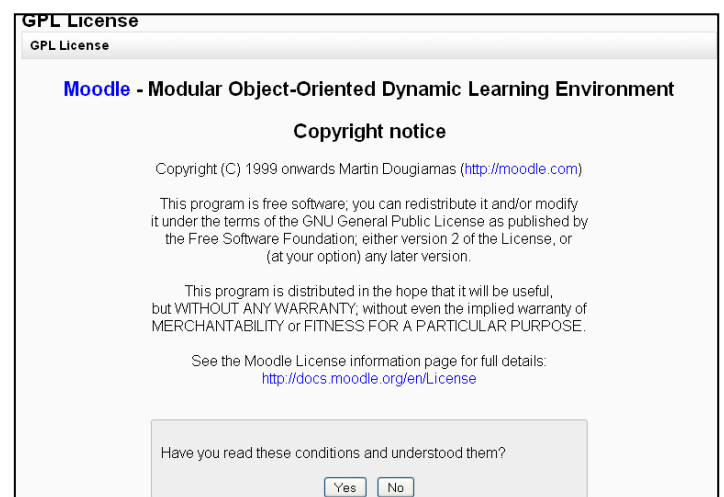 GPL License
GPL License
Moodle - Modular Object-Oriented Dynamic Learning Environment
Copyright notice
Copyright (C) 1999 onwards Martin Dougiamas (http://moodle.com)
This program is free software; you can redistribute it and/or modify
it under the terms of the GNU General Public License as published by
the Free Software Foundation; either version 2 of the License, or
(at your option) any later version.
This program is distributed in the hope that it will be useful,
but WITHOUT ANY WARRANTY; without even the implied warranty of
MERCHANTABILITY or FITNESS FOR A PARTICULAR PURPOSE.
See the Moodle License information page for full details:
http://docs.moodle.org/en/License
Have you read these conditions and understood them?
Yes No